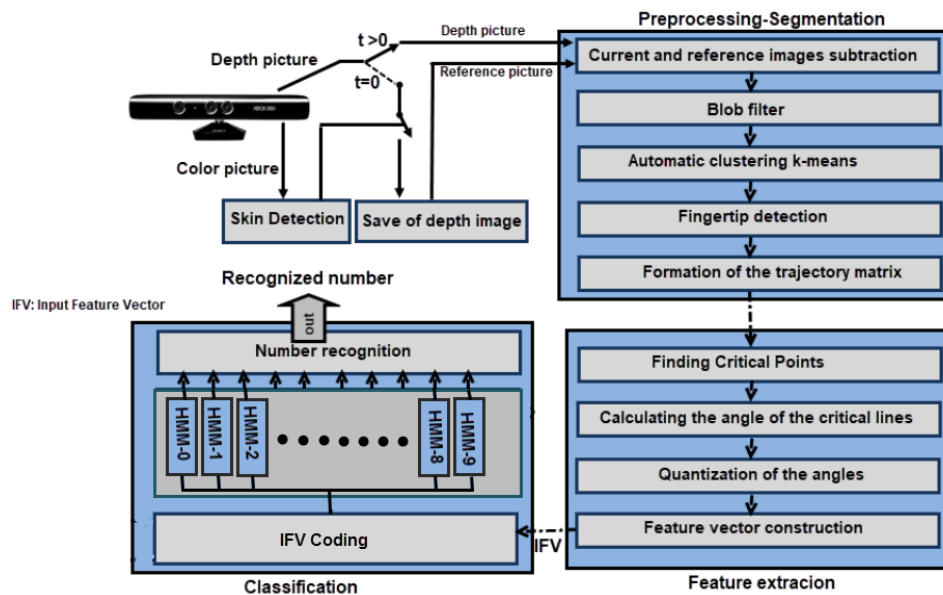 Preprocessing-Segmentation
t >0
Depth picture
Depth picture
Current and reference images subtraction
t=0
Reference picture
XBOX 360
Blob filter
Color picture
Automatic clustering k-means
Skin Detection
Save of depth image
Fingertip detection
Formation of the trajectory matrix
Recognized number
IFV: Input Feature Vector
out
Number recognition
HMM-0
HMM-1
HMM-2
HMM-8
HMM-9
IFV Coding
Classification
Finding Critical Points
Calculating the angle of the critical lines
Quantization of the angles
Feature vector construction
IFV
Feature extracion